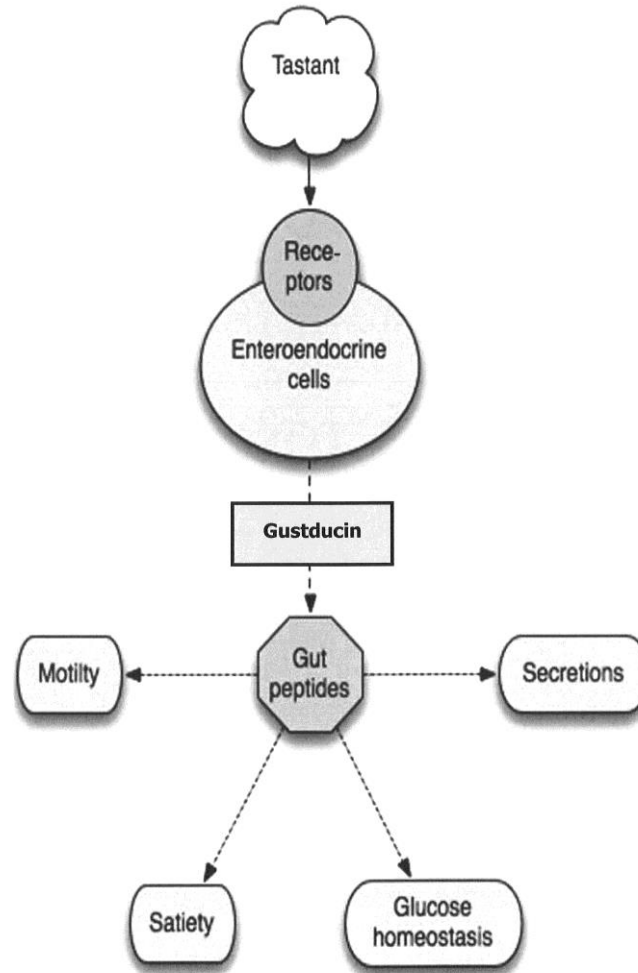 Tastant
Rece-
ptors
Enteroendocrine
cells
Gustducin
Motilty
Gut
peptides
Secretions
Satiety
Glucose
homeostasis